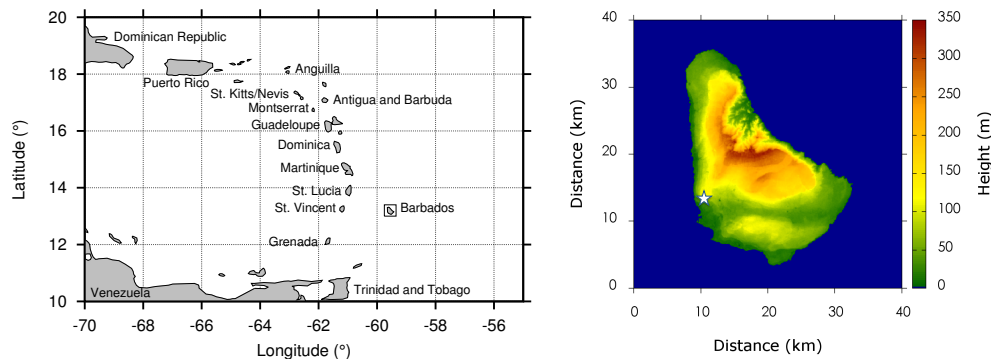 20
18
16
14
12
10
Latitude (°)
Dominican Republic
Puerto Rico
Anguilla
St. Kitts/Nevis
Antigua and Barbuda
Montserrat
Guadeloupe
Dominica
Martinique
St. Lucia
St. Vincent
Barbados
Grenada
Venezuela
Trinidad and Tobago
-70 -68 -66 -64 -62 -60 -58 -56
Longitude (°)
40
30
20
10
0
Distance (km)
0 10 20 30 40
Distance (km)
350
300
250
200
150
100
50
0
Height (m)